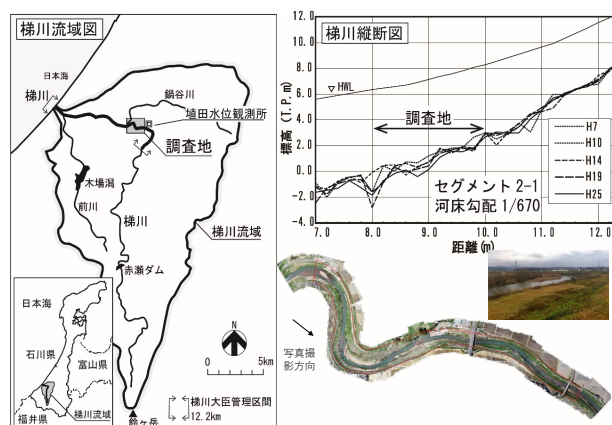 梯川流域図
日本海
梯川
鍋谷川
埴田水位観測所
調査地
木場潟
前川
梯川
梯川流域
赤瀬ダム
日本海
石川県
富山県
福井県
梯川流域
N
0 5km
梯川大臣管理区間
12.2km
鈴ヶ岳
梯川縦断図
標高(T.P.m)
12.0
10.0
8.0
6.0
4.0
2.0
0.0
-2.0
-4.0
▽ HWL
調査地
セグメント 2-1
河床勾配 1/670
H7
H10
H14
H19
H25
7.0 8.0 9.0 10.0 11.0 12.0
距離(m)
写真撮
影方向